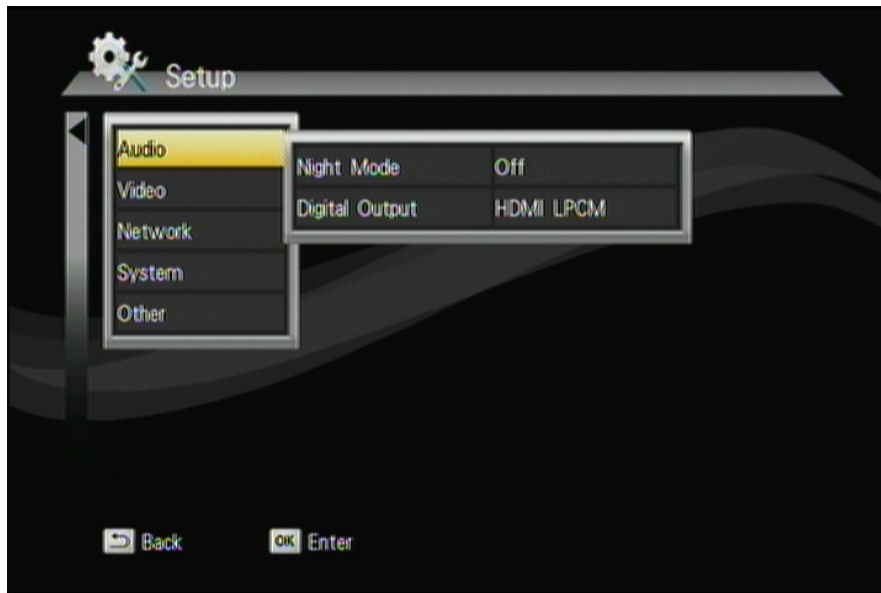 Setup
Audio
Night Mode Off
Video
Digital Output HDMI LPCM
Network
System
Other
Back OK Enter